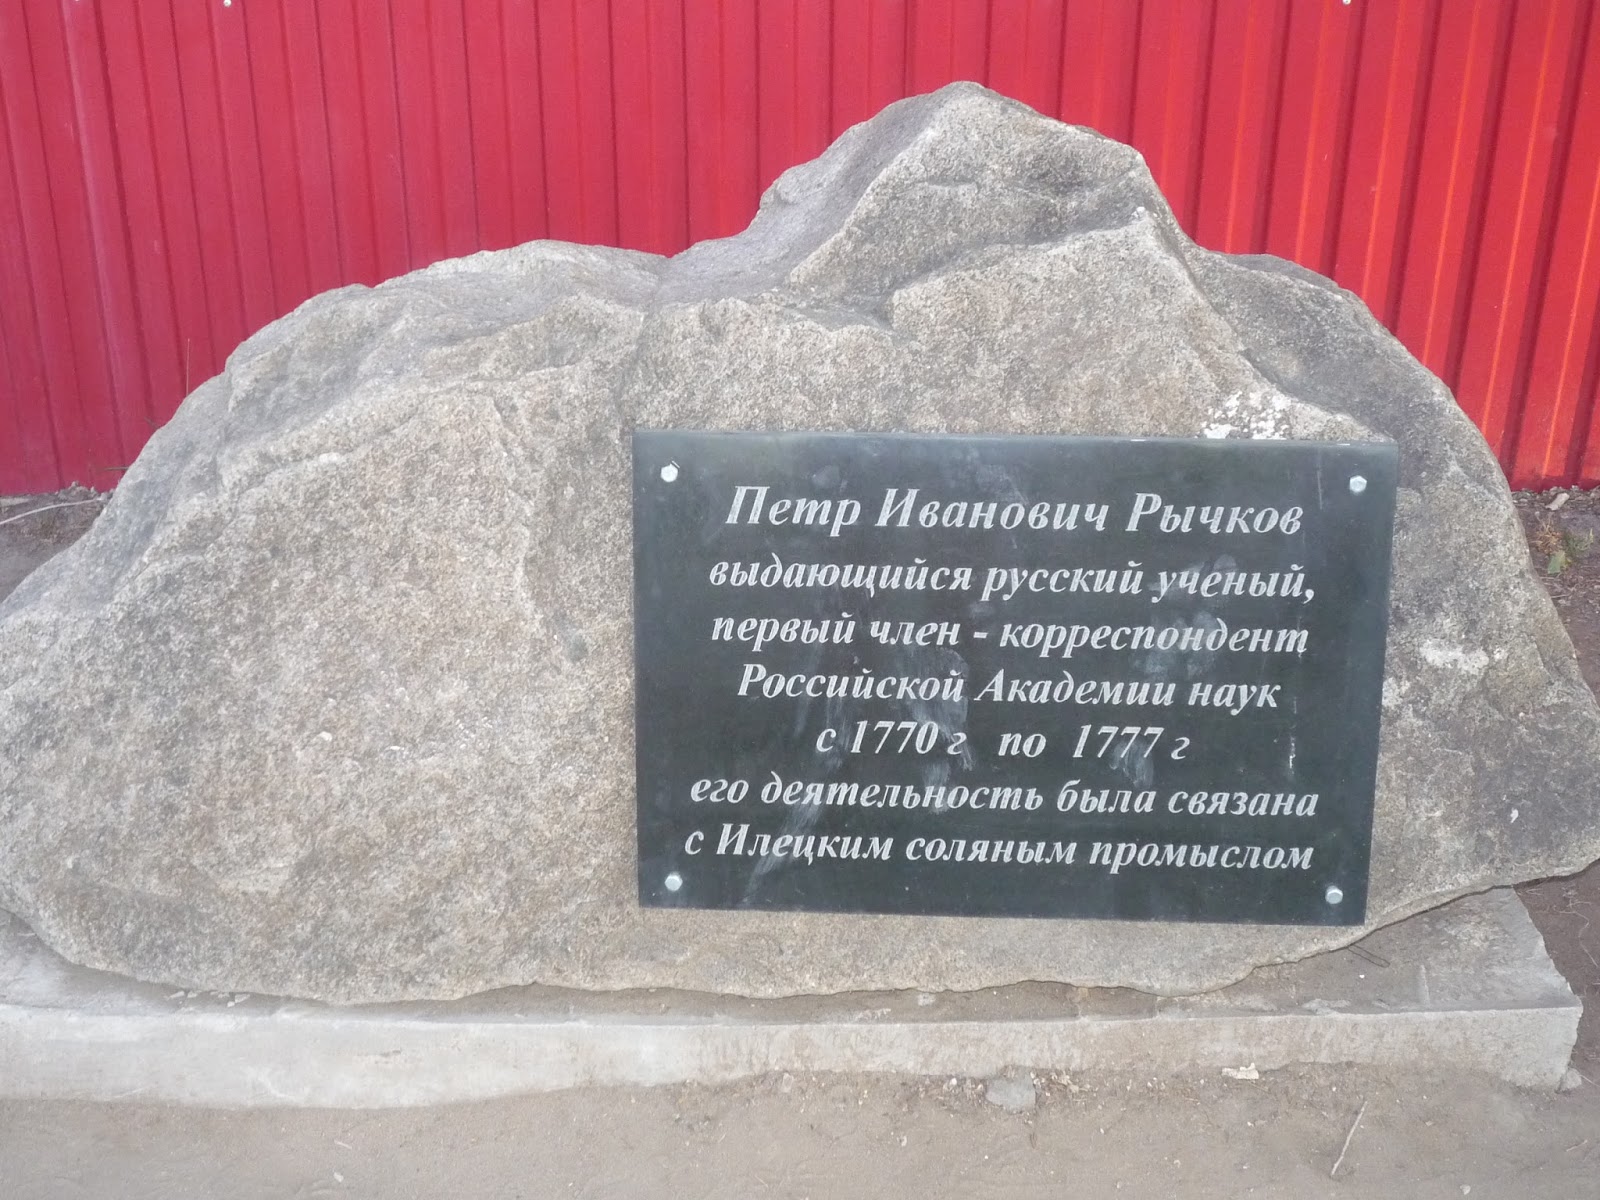 Петр Иванович Рычков
выдающийся русский ученый,
первый член - корреспондент
Российской Академии наук
с 1770 г по 1777 г
его деятельность была связана
с Илецким соляным промыслом